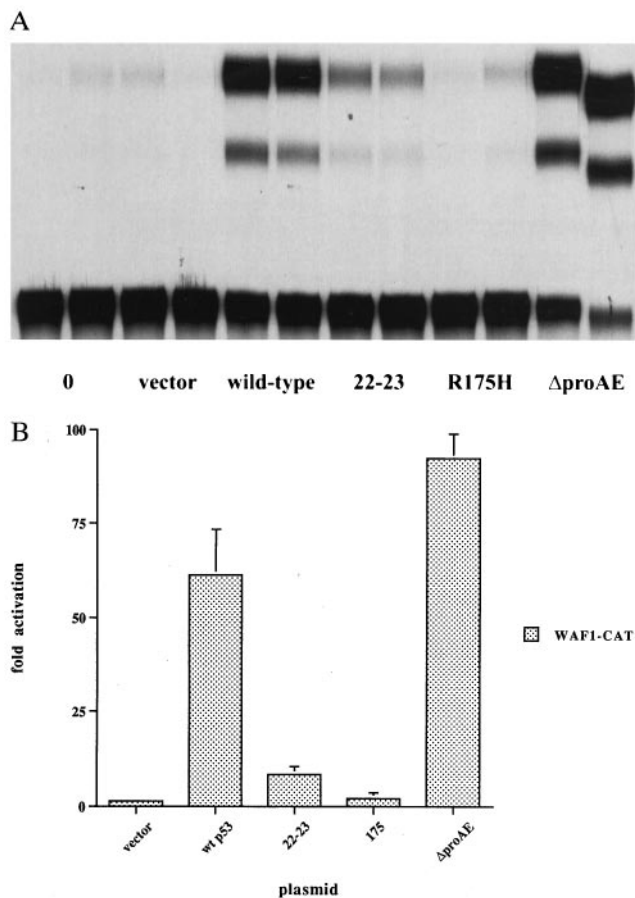 A
0 vector wild-type 22-23 R175H ΔproAE
B
100
75
50
25
0
fold activation
WAF1-CAT
vector
wt p53
22-23
175
ΔproAE
plasmid